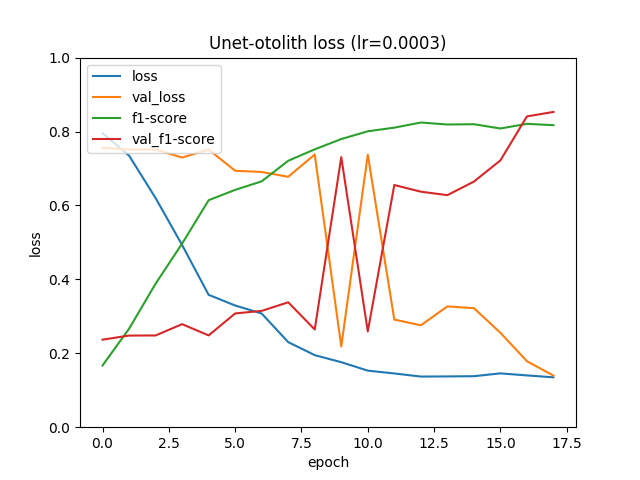 Unet-otolith loss (lr=0.0003)
loss
val_loss
f1-score
val_f1-score
1.0
0.8
0.6
0.4
0.2
0.0
loss
0.0 2.5 5.0 7.5 10.0 12.5 15.0 17.5
epoch